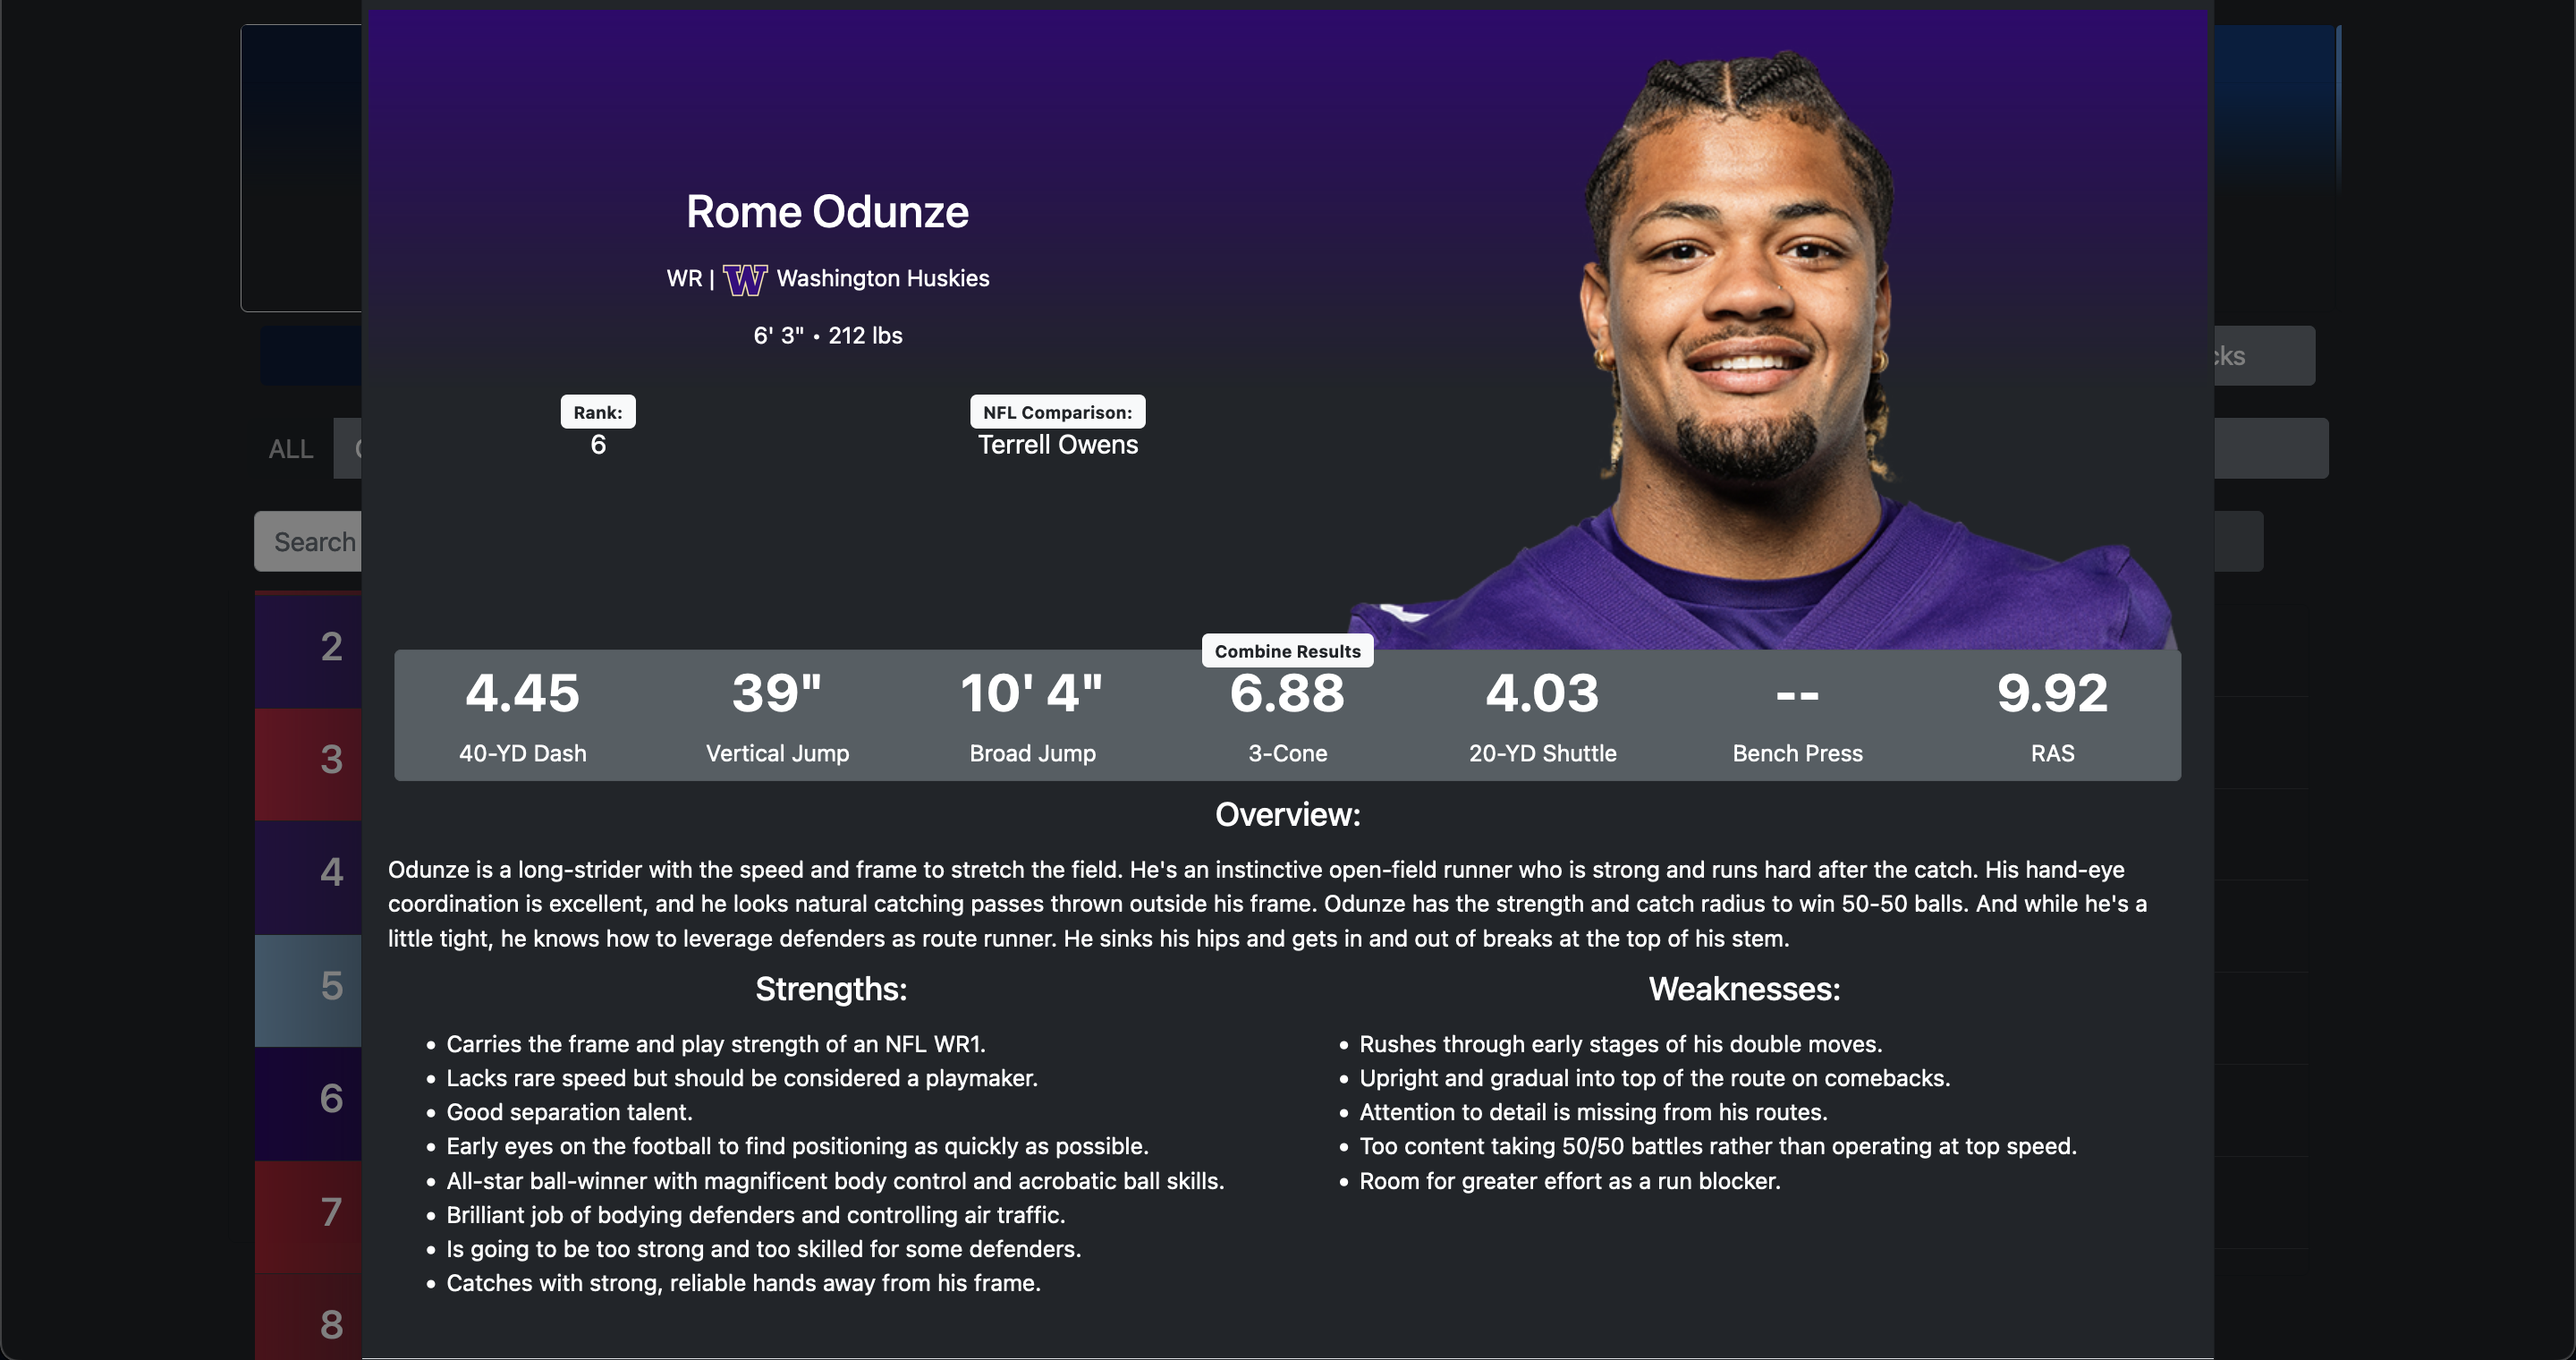 Rome Odunze
WR | W Washington Huskies
6' 3" • 212 lbs
Rank:
6
NFL Comparison:
Terrell Owens
cks
ALL
Search
2
3
4
5
6
7
8
Combine Results
4.45 39" 10' 4" 6.88 4.03 -- 9.92
40-YD Dash Vertical Jump Broad Jump 3-Cone 20-YD Shuttle Bench Press RAS
Overview:
Odunze is a long-strider with the speed and frame to stretch the field. He's an instinctive open-field runner who is strong and runs hard after the catch. His hand-eye
coordination is excellent, and he looks natural catching passes thrown outside his frame. Odunze has the strength and catch radius to win 50-50 balls. And while he's a
little tight, he knows how to leverage defenders as route runner. He sinks his hips and gets in and out of breaks at the top of his stem.
Strengths:
• Carries the frame and play strength of an NFL WR1.
• Lacks rare speed but should be considered a playmaker.
• Good separation talent.
• Early eyes on the football to find positioning as quickly as possible.
• All-star ball-winner with magnificent body control and acrobatic ball skills.
• Brilliant job of bodying defenders and controlling air traffic.
• Is going to be too strong and too skilled for some defenders.
• Catches with strong, reliable hands away from his frame.
Weaknesses:
• Rushes through early stages of his double moves.
• Upright and gradual into top of the route on comebacks.
• Attention to detail is missing from his routes.
• Too content taking 50/50 battles rather than operating at top speed.
• Room for greater effort as a run blocker.